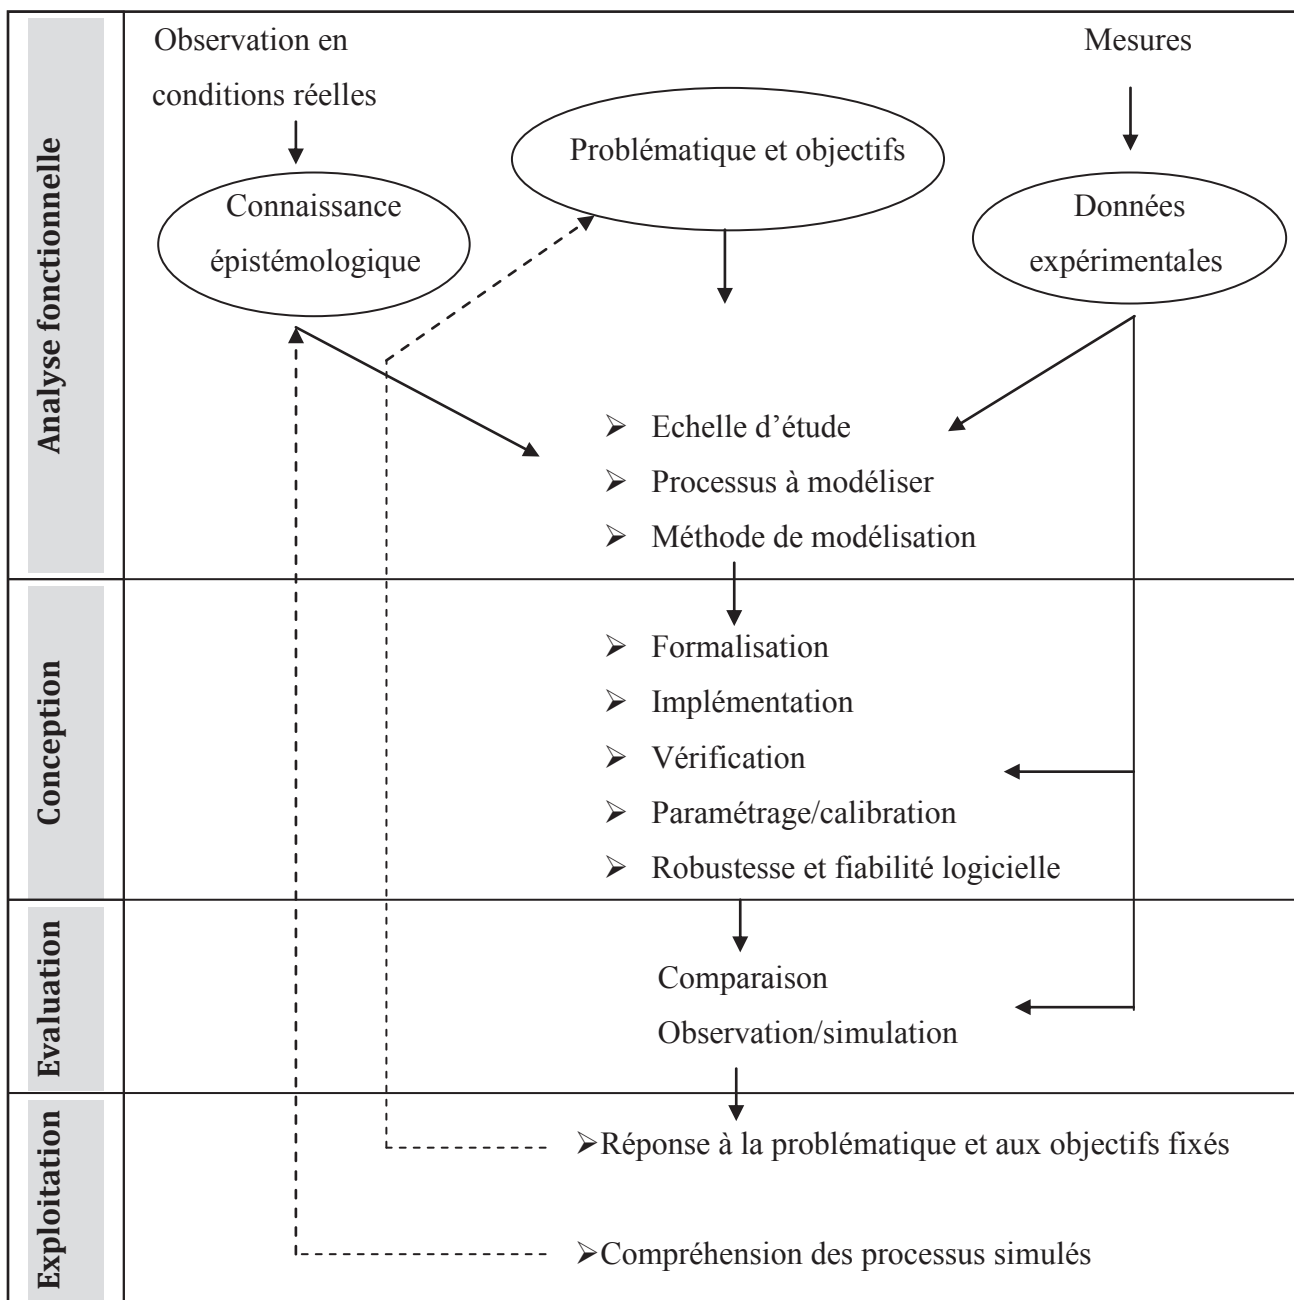 Analyse fonctionnelle
Observation en
conditions réelles
Mesures
Problématique et objectifs
Connaissance
épistémologique
Données
expérimentales
➢ Echelle d’étude
➢ Processus à modéliser
➢ Méthode de modélisation
Conception
➢ Formalisation
➢ Implémentation
➢ Vérification
➢ Paramétrage/calibration
➢ Robustesse et fiabilité logicielle
Evaluation
Comparaison
Observation/simulation
Exploitation
➢Réponse à la problématique et aux objectifs fixés
➢Compréhension des processus simulés